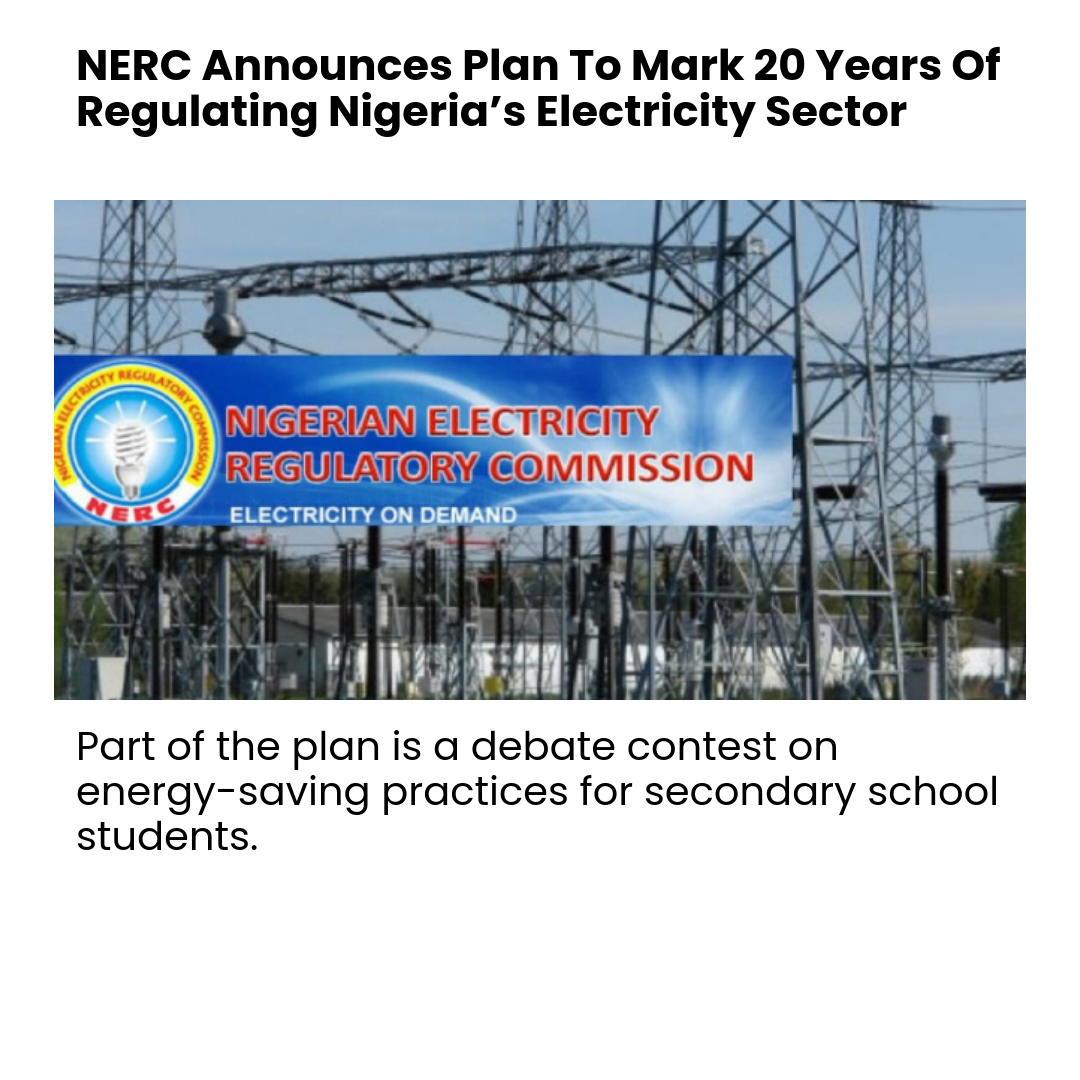 NERC Announces Plan To Mark 20 Years Of
Regulating Nigeria’s Electricity Sector
NIGERIAN ELECTRICITY REGULATORY COMMISSION
NERC
NIGERIAN ELECTRICITY
REGULATORY COMMISSION
ELECTRICITY ON DEMAND
Part of the plan is a debate contest on
energy-saving practices for secondary school
students.